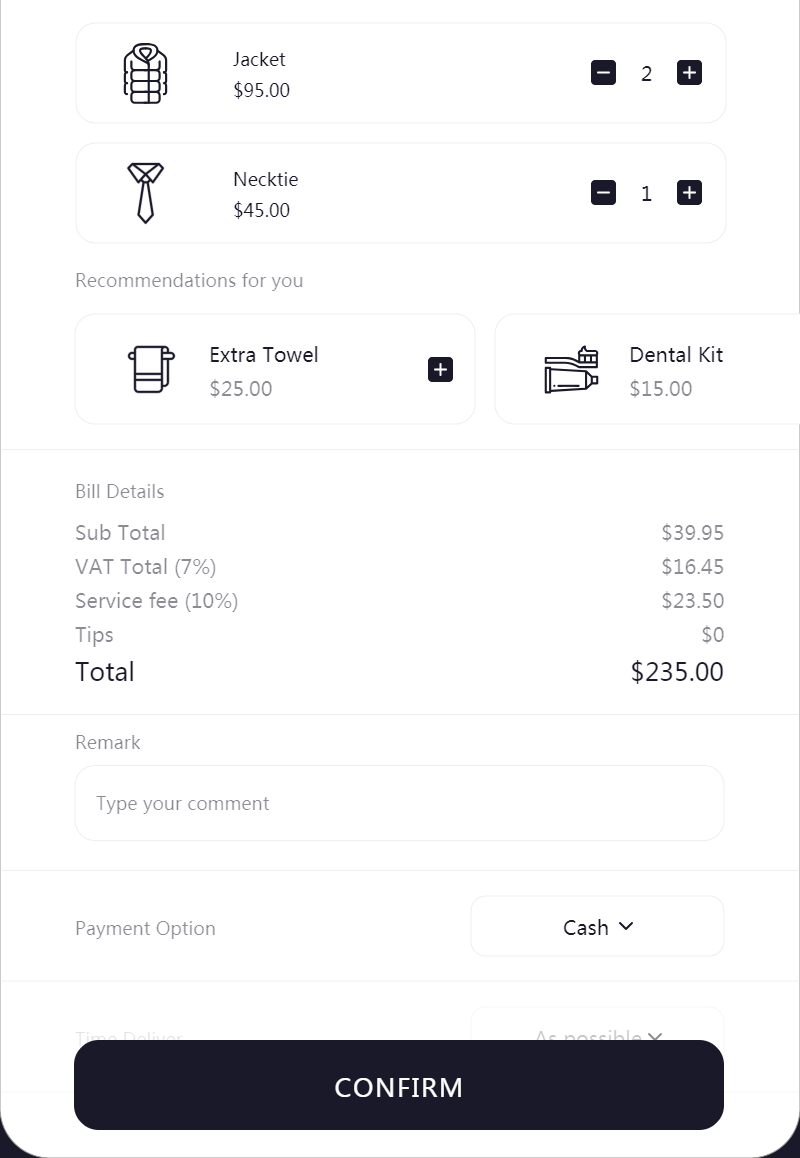 Jacket
$95.00
2
Necktie
$45.00
1
Recommendations for you
Extra Towel
$25.00
Dental Kit
$15.00
Bill Details
Sub Total $39.95
VAT Total (7%) $16.45
Service fee (10%) $23.50
Tips $0
Total $235.00
Remark
Type your comment
Payment Option Cash
Time Deliver As possible
CONFIRM